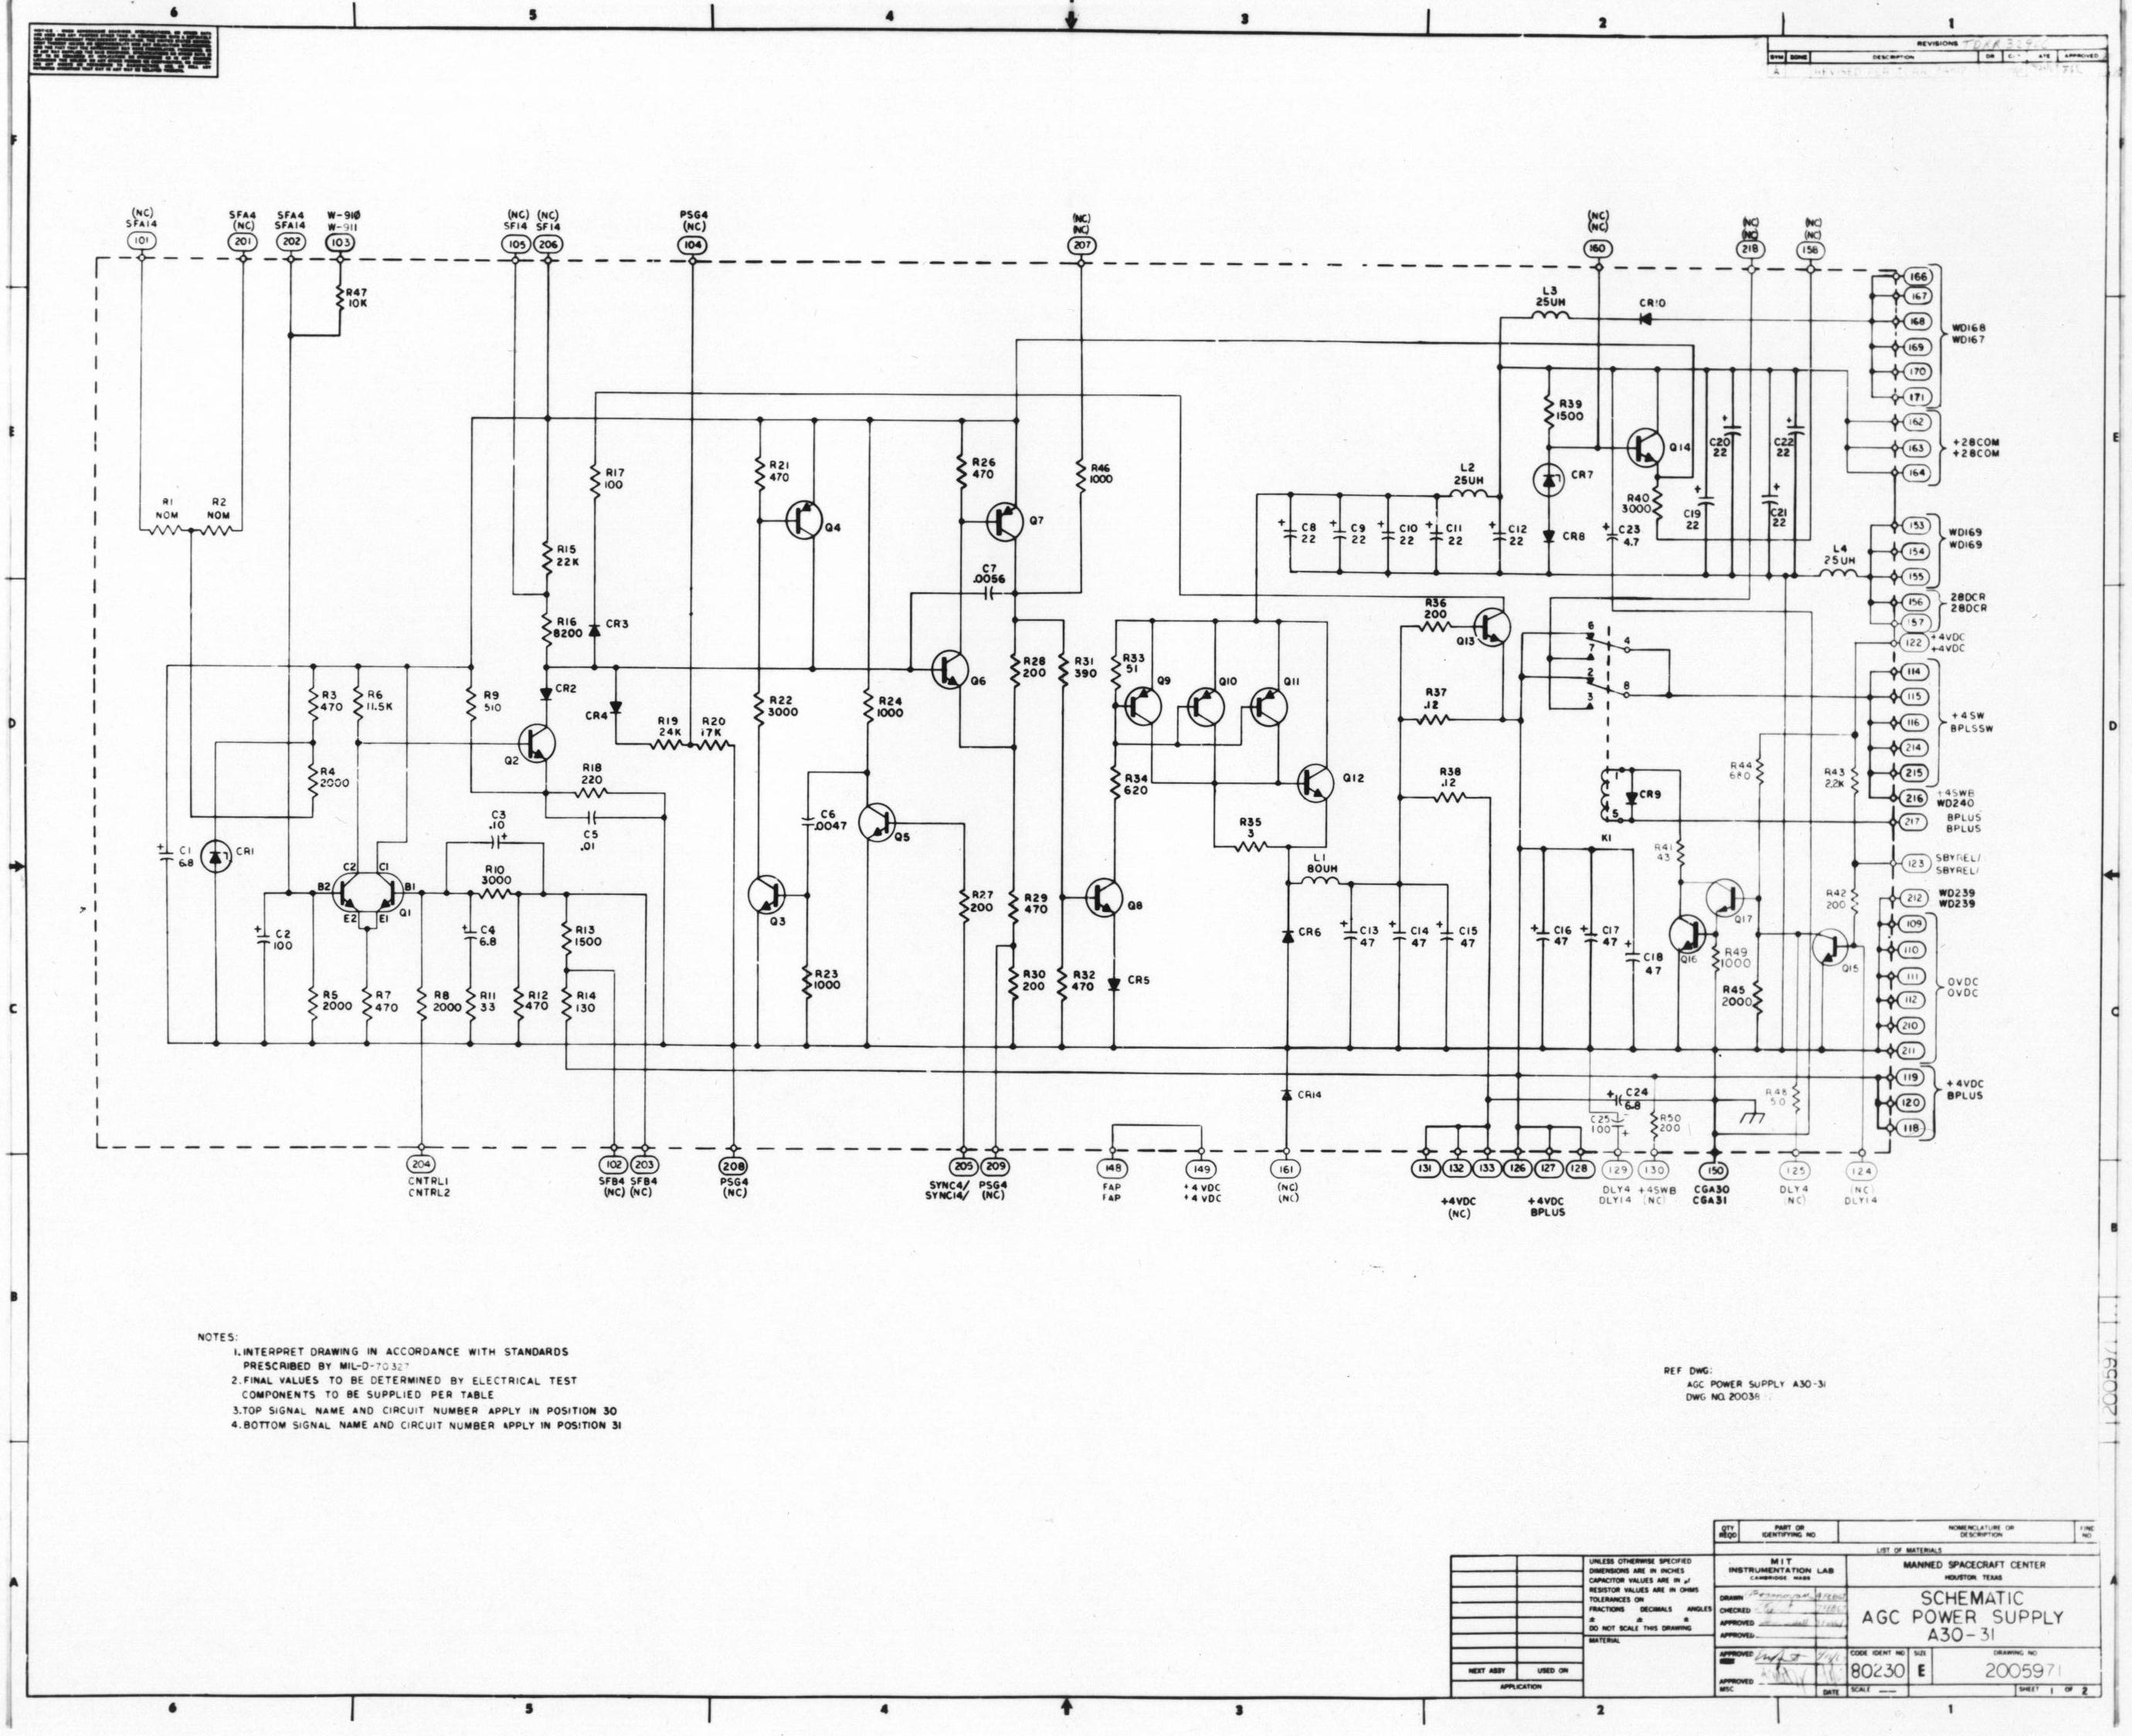 6 5 4 3 2 1
REVISIONS
SYM ZONE DESCRIPTION DR APPROVED
A
F
E
D
C
B
A
(NC)
SFA14
101
SFA4
(NC)
201
SFA4
SFA14
202
W-910
W-911
103
(NC)
SF14
105
(NC)
SF14
206
PSG4
(NC)
104
(NC)
(NC)
207
(NC)
(NC)
160
(NC)
(NC)
218
(NC)
(NC)
158
R47
10K
L3
25UH
CR10
166
167
168
169
170
171
WD168
WD167
162
163
164
+28COM
+28COM
R1
NOM
R2
NOM
R17
100
R21
470
Q4
R26
470
Q7
R46
1000
L2
25UH
R39
1500
CR7
CR8
Q14
R40
3000
C20
22
C22
22
C19
22
C21
22
C8
22
C9
22
C10
22
C11
22
C12
22
C23
4.7
L4
25UH
153
154
155
WD169
WD169
156
157
28DCR
28DCR
122
+4VDC
+4VDC
R15
22K
R16
8200
CR3
C7
.0056
R36
200
Q13
6
7
4
2
3
8
R3
470
R6
11.5K
R9
510
CR2
CR4
R19
24K
R20
17K
R22
3000
R24
1000
Q6
R28
200
R31
390
R33
51
Q9
Q10
Q11
R37
.12
114
115
116
214
215
+4SW
BPLSSW
Q2
R4
2000
R18
220
C5
.01
C3
.10
C6
.0047
Q5
R34
620
Q12
R35
3
R38
.12
1
5
CR9
K1
R44
680
R43
2.2K
216
+4SWB
WD240
217
BPLUS
BPLUS
C1
6.8
CR1
C2
C1
B2
B1
E2
E1
Q1
R10
3000
C2
100
C4
6.8
R13
1500
Q3
R27
200
R29
470
Q8
L1
80UH
CR6
C13
47
C14
47
C15
47
C16
47
C17
47
C18
47
R41
43
Q17
Q16
R49
1000
R42
200
Q15
123
SBYREL/
SBYREL/
212
WD239
WD239
109
110
111
112
210
211
0VDC
0VDC
R5
2000
R7
470
R8
2000
R11
33
R12
470
R14
130
R23
1000
R30
200
R32
470
CR5
R45
2000
CR14
C24
6.8
C25
100
R50
200
R48
50
119
120
118
+4VDC
BPLUS
204
CNTRL1
CNTRL2
102
SFB4
(NC)
203
SFB4
(NC)
208
PSG4
(NC)
205
SYNC4/
SYNC14/
209
PSG4
(NC)
148
FAP
FAP
149
+4 VDC
+4 VDC
161
(NC)
(NC)
131 132 133
+4VDC
(NC)
126 127 128
+4VDC
BPLUS
129
DLY4
DLY14
130
+4SWB
(NC)
150
CGA30
CGA31
125
DLY4
(NC)
124
(NC)
DLY14
NOTES:
1. INTERPRET DRAWING IN ACCORDANCE WITH STANDARDS
PRESCRIBED BY MIL-D-70327
2. FINAL VALUES TO BE DETERMINED BY ELECTRICAL TEST
COMPONENTS TO BE SUPPLIED PER TABLE
3. TOP SIGNAL NAME AND CIRCUIT NUMBER APPLY IN POSITION 30
4. BOTTOM SIGNAL NAME AND CIRCUIT NUMBER APPLY IN POSITION 31
REF DWG:
AGC POWER SUPPLY A30-31
DWG NO. 20038
2005971
QTY REQD
PART OR IDENTIFYING NO
NOMENCLATURE OR DESCRIPTION
FIND NO
LIST OF MATERIALS
UNLESS OTHERWISE SPECIFIED
DIMENSIONS ARE IN INCHES
CAPACITOR VALUES ARE IN
RESISTOR VALUES ARE IN OHMS
TOLERANCES ON
FRACTIONS DECIMALS ANGLES
± ± ±
DO NOT SCALE THIS DRAWING
MATERIAL
NEXT ASSY USED ON
APPLICATION
MIT
INSTRUMENTATION LAB
CAMBRIDGE MASS
DRAWN
CHECKED
APPROVED
APPROVED
APPROVED
APPROVED
MSC
DATE
MANNED SPACECRAFT CENTER
HOUSTON, TEXAS
SCHEMATIC
AGC POWER SUPPLY
A30-31
CODE IDENT NO
80230
SIZE
E
DRAWING NO
2005971
SCALE
SHEET 1 OF 2
6 5 4 3 2 1